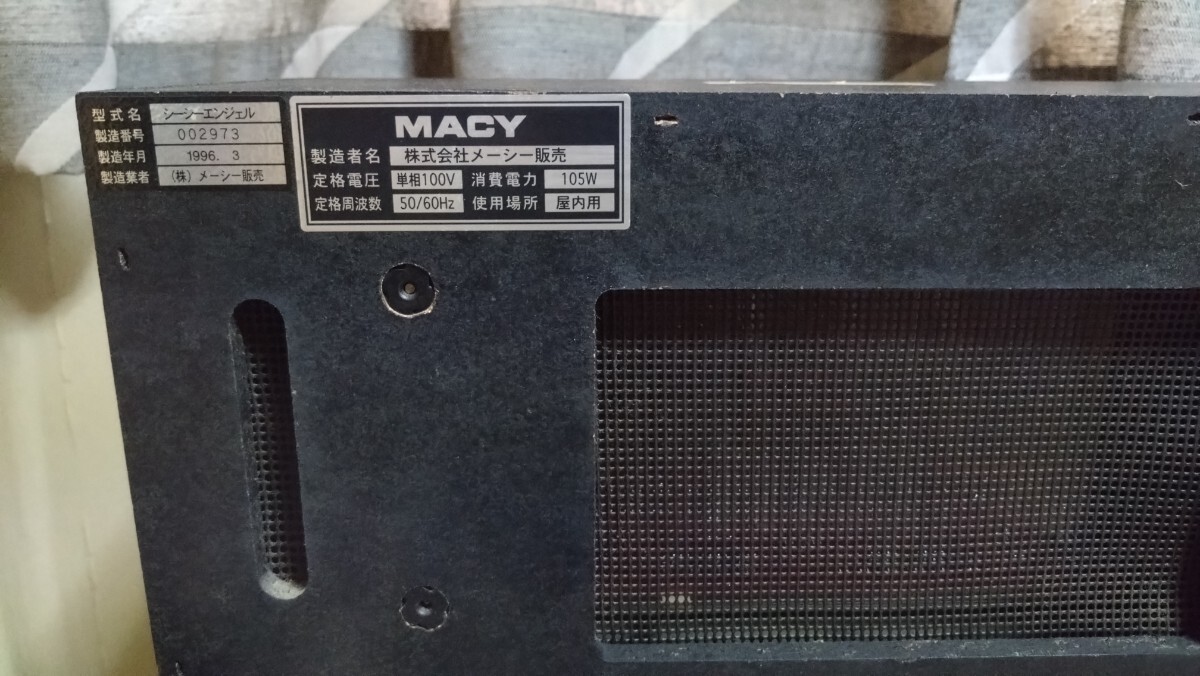 型式名 シーシーエンジェル
製造番号 002973
製造年月 1996. 3
製造業者 (株)メーシー販売
MACY
製造者名 株式会社メーシー販売
定格電圧 単相100V 消費電力 105W
定格周波数 50/60Hz 使用場所 屋内用